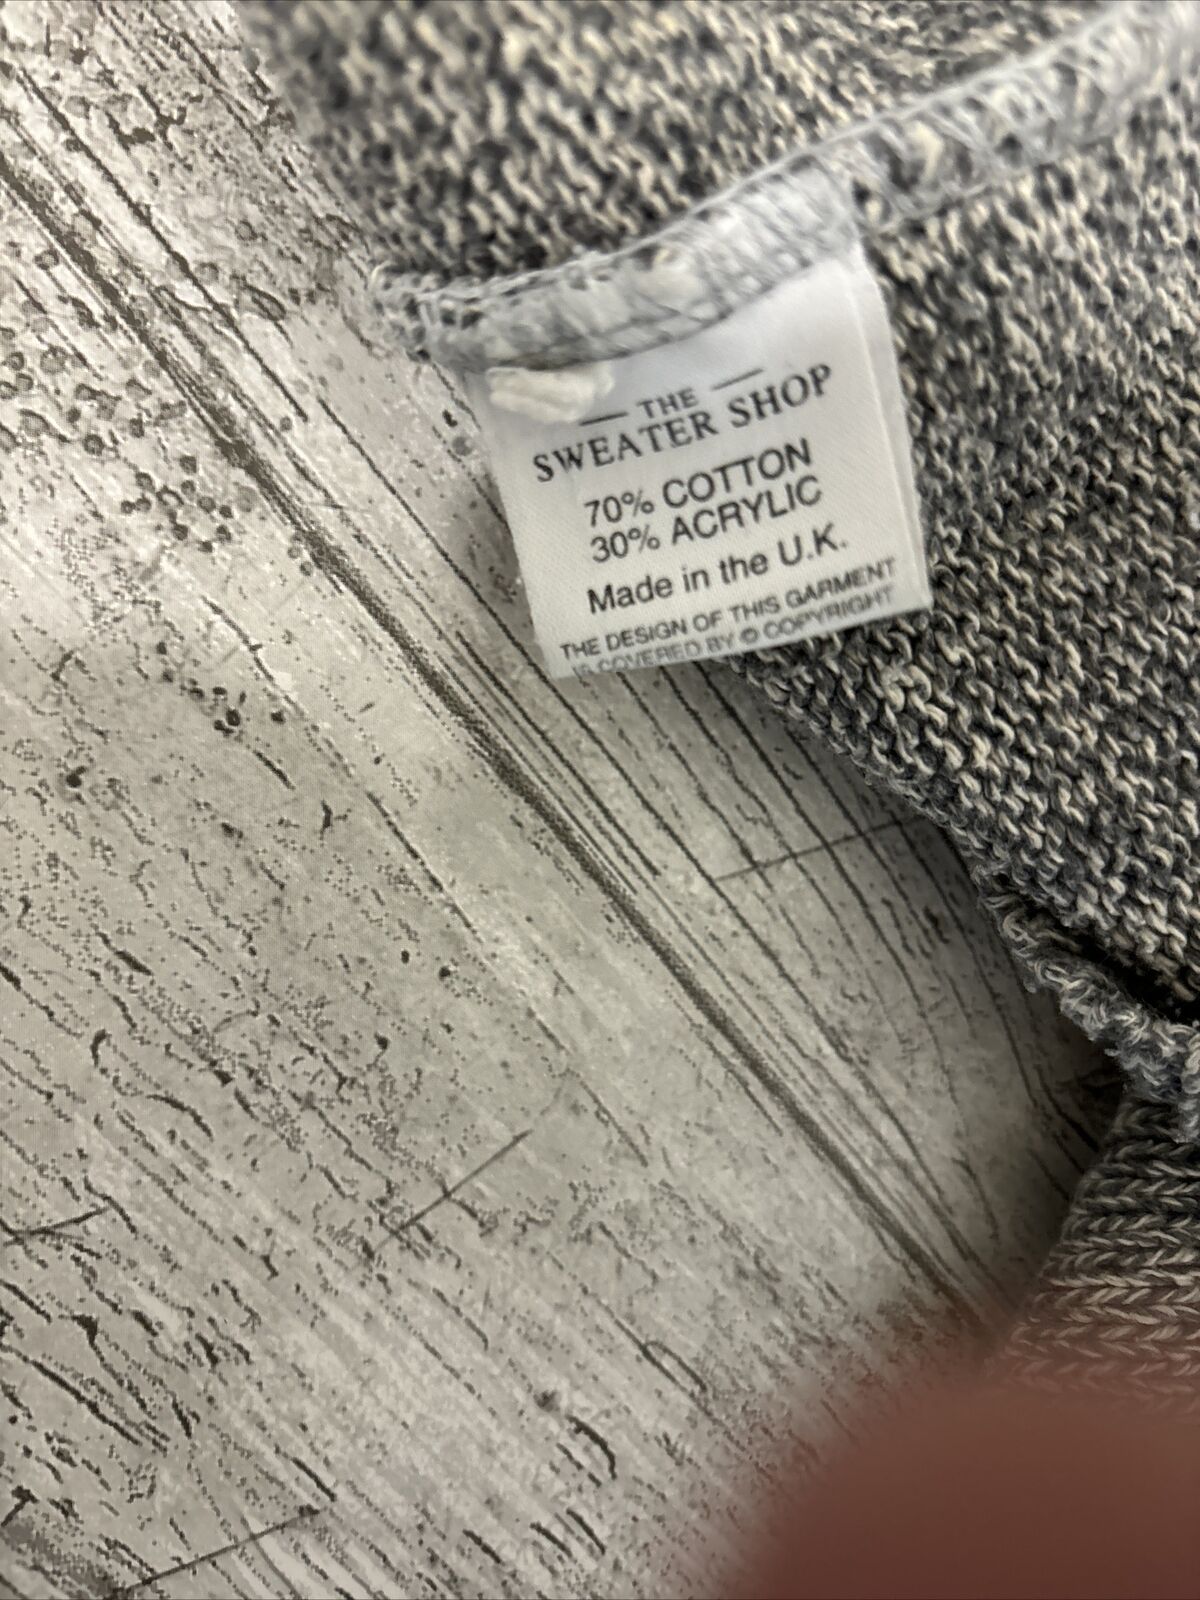 THE
SWEATER SHOP
70% COTTON
30% ACRYLIC
Made in the U.K.
THE DESIGN OF THIS GARMENT
IS COVERED BY © COPYRIGHT